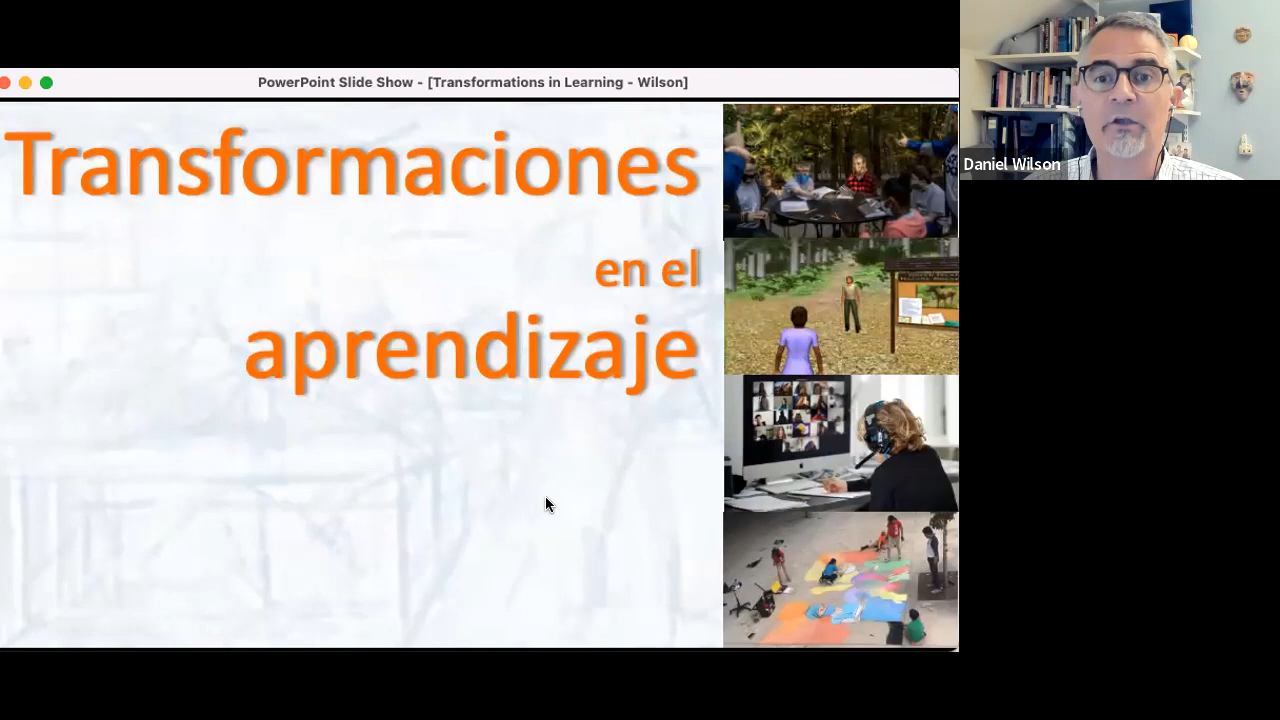 PowerPoint Slide Show - [Transformations in Learning - Wilson]
Transformaciones
en el
aprendizaje
Daniel Wilson